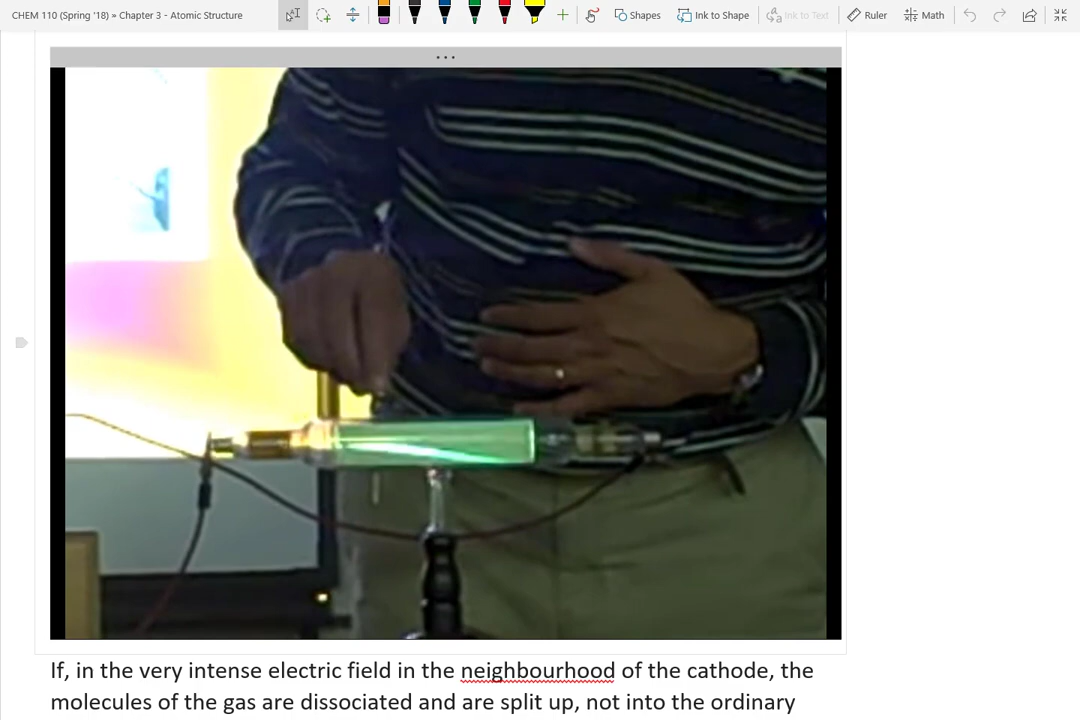 CHEM 110 (Spring '18) » Chapter 3 - Atomic Structure
Shapes
Ink to Shape
Ink to Text
Ruler
Math
If, in the very intense electric field in the neighbourhood of the cathode, the
molecules of the gas are dissociated and are split up, not into the ordinary